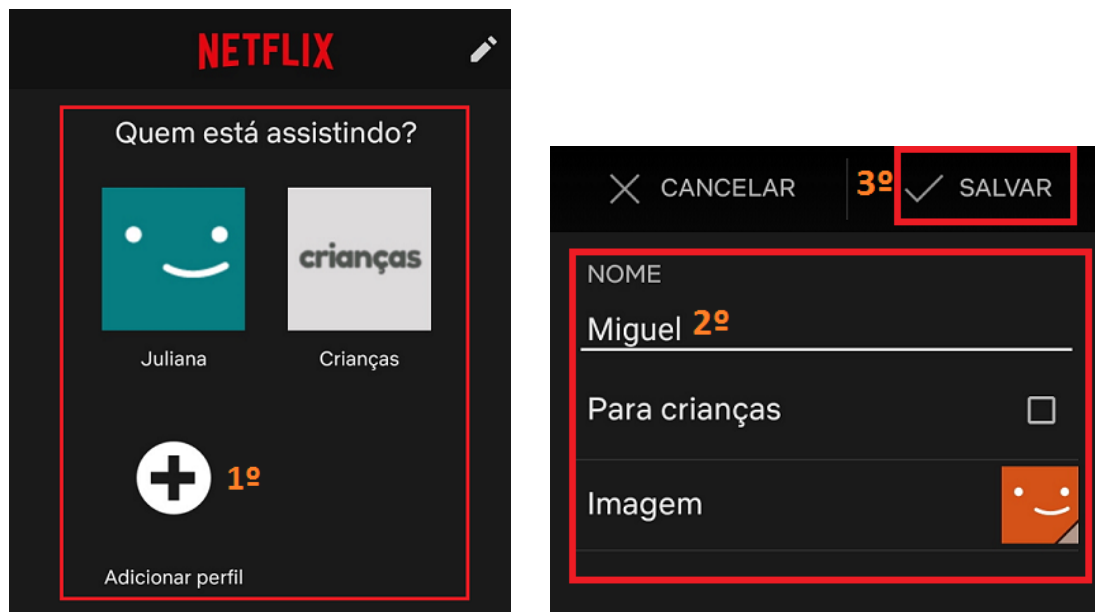 NETFLIX
Quem está assistindo?
crianças
Juliana
Crianças
1º
Adicionar perfil
CANCELAR
3º
SALVAR
NOME
Miguel 2º
Para crianças
Imagem